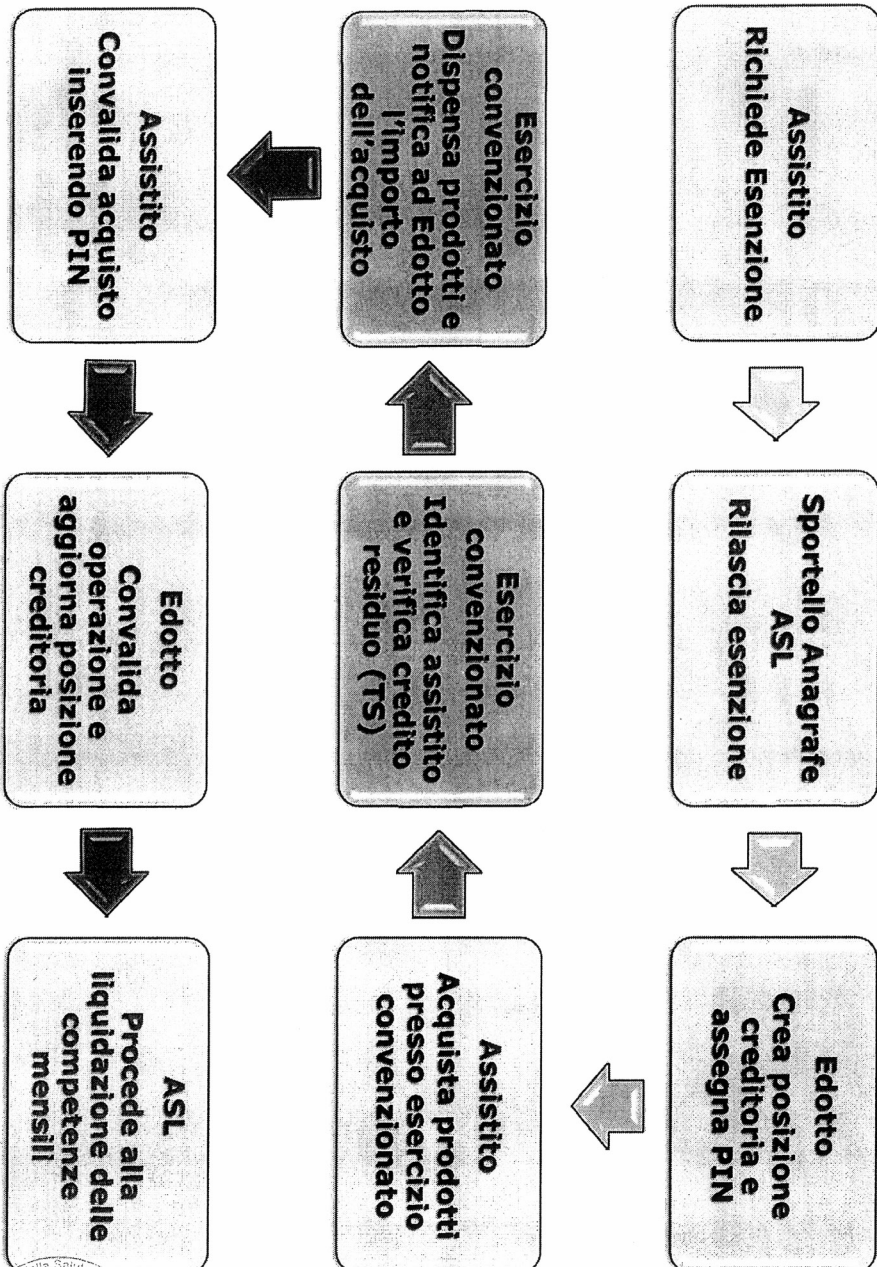 Assistito
Richiede Esenzione
Sportello Anagrafe
ASL
Rilascia esenzione
Edotto
Crea posizione
creditoria e
assegna PIN
Assistito
Acquista prodotti
presso esercizio
convenzionato
Esercizio
convenzionato
Identifica assistito
e verifica credito
residuo (TS)
Esercizio
convenzionato
Dispensa prodotti e
notifica ad Edotto
l'importo
dell'acquisto
Assistito
Convalida acquisto
inserendo PIN
Edotto
Convalida
operazione e
aggiorna posizione
creditoria
ASL
Procede alla
liquidazione delle
competenze
mensili